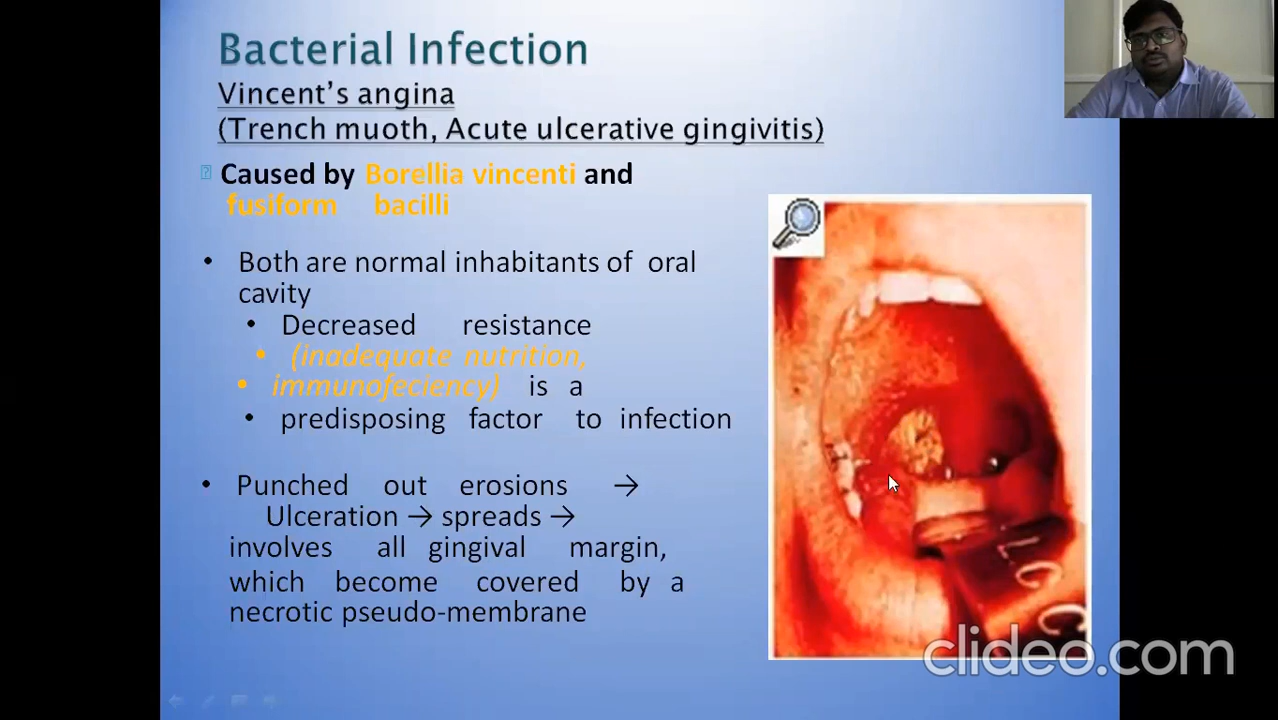 Bacterial Infection
Vincent's angina
(Trench muoth, Acute ulcerative gingivitis)
Caused by Borellia vincenti and
fusiform bacilli
• Both are normal inhabitants of oral
cavity
• Decreased resistance
• (inadequate nutrition,
• immunofeciency) is a
• predisposing factor to infection
• Punched out erosions →
Ulceration → spreads →
involves all gingival margin,
which become covered by a
necrotic pseudo-membrane
clideo.com